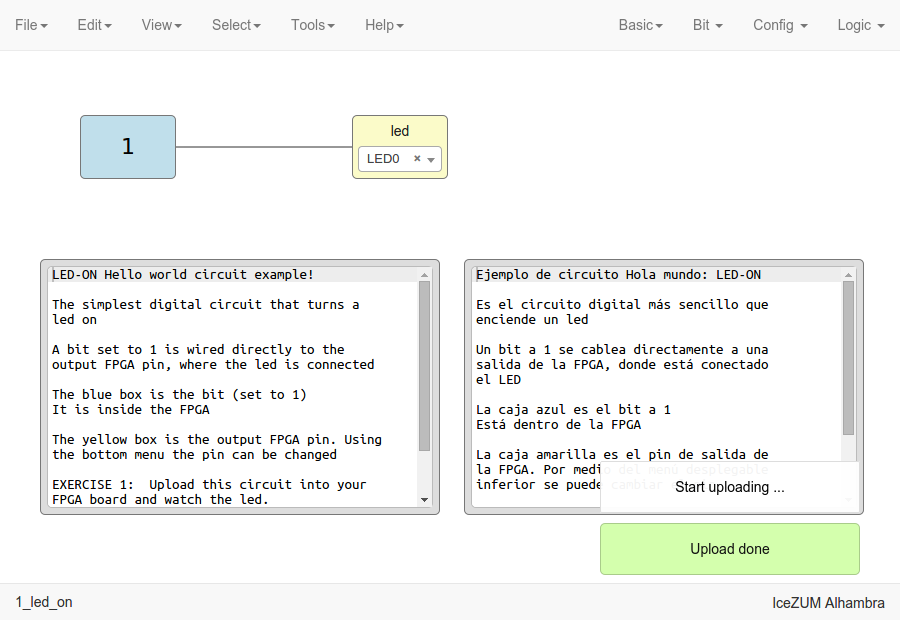 File Edit View Select Tools Help Basic Bit Config Logic
1
led
LED0 ×
LED-ON Hello world circuit example!
The simplest digital circuit that turns a
led on
A bit set to 1 is wired directly to the
output FPGA pin, where the led is connected
The blue box is the bit (set to 1)
It is inside the FPGA
The yellow box is the output FPGA pin. Using
the bottom menu the pin can be changed
EXERCISE 1:  Upload this circuit into your
FPGA board and watch the led.
Ejemplo de circuito Hola mundo: LED-ON
Es el circuito digital más sencillo que
enciende un led
Un bit a 1 se cablea directamente a una
salida de la FPGA, donde está conectado
el LED
La caja azul es el bit a 1
Está dentro de la FPGA
La caja amarilla es el pin de salida de
la FPGA. Por medio del menú desplegable
inferior se puede cambiar
Start uploading ...
Upload done
1_led_on
IceZUM Alhambra